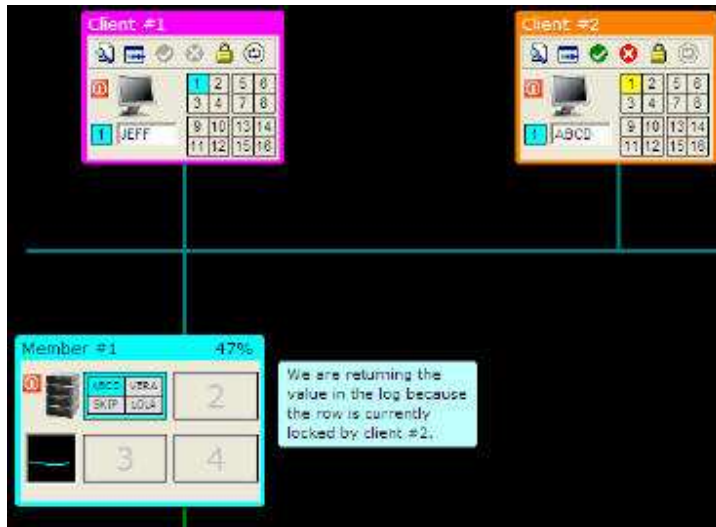 Client #1
Client #2
1 2 5 6
3 4 7 8
9 10 13 14
11 12 15 16
1 JEFF
1 2 5 6
3 4 7 8
9 10 13 14
11 12 15 16
1 ABCD
Member #1 47%
ABCD VERA
SKIP LOLA
2
3
4
We are returning the
value in the log because
the row is currently
locked by client #2.